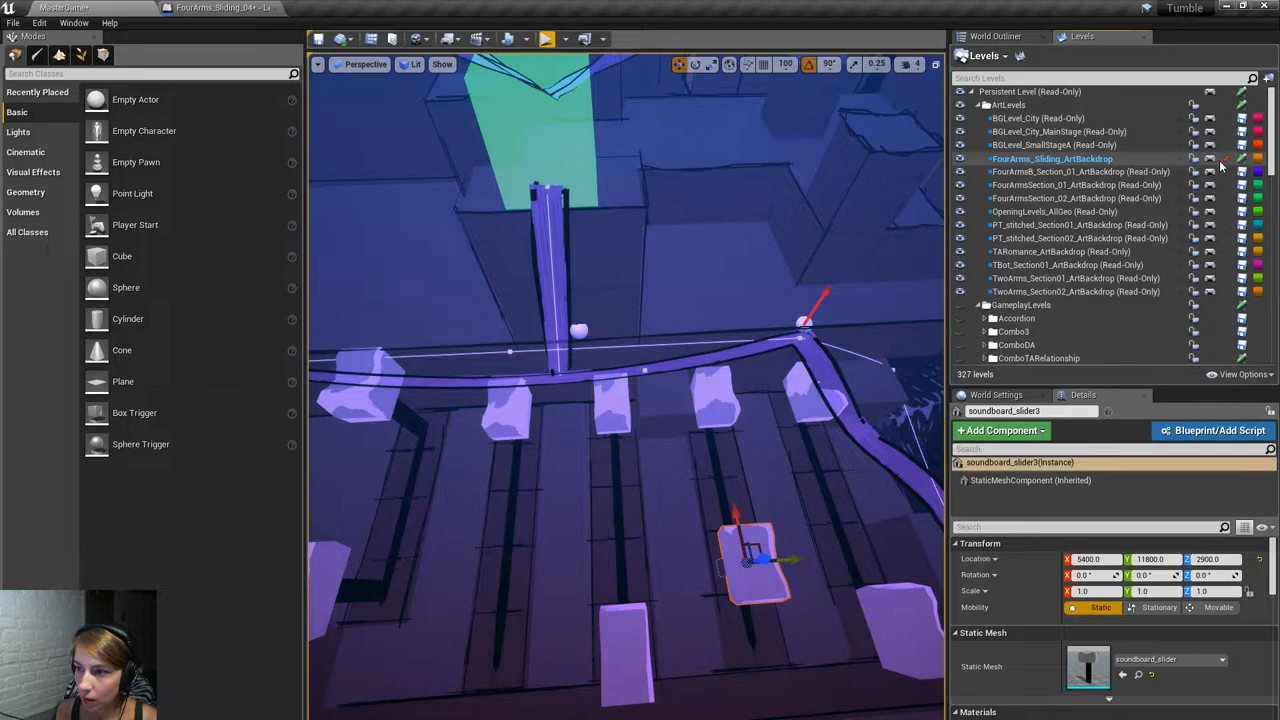 MasterGame*
FourArms_Sliding_04* - Le
Tumble
File Edit Window Help
Modes
World Outliner
Levels
Search Classes
Recently Placed
Basic
Lights
Cinematic
Visual Effects
Geometry
Volumes
All Classes
Empty Actor
Empty Character
Empty Pawn
Point Light
Player Start
Cube
Sphere
Cylinder
Cone
Plane
Box Trigger
Sphere Trigger
Perspective Lit Show
100 90° 0.25 4
Levels
Search Levels
Persistent Level (Read-Only)
ArtLevels
BGLevel_City (Read-Only)
BGLevel_City_MainStage (Read-Only)
BGLevel_SmallStageA (Read-Only)
FourArms_Sliding_ArtBackdrop
FourArmsB_Section_01_ArtBackdrop (Read-Only)
FourArmsSection_01_ArtBackdrop (Read-Only)
FourArmsSection_02_ArtBackdrop (Read-Only)
OpeningLevels_AllGeo (Read-Only)
PT_stitched_Section01_ArtBackdrop (Read-Only)
PT_stitched_Section02_ArtBackdrop (Read-Only)
TARomance_ArtBackdrop (Read-Only)
TBot_Section01_ArtBackdrop (Read-Only)
TwoArms_Section01_ArtBackdrop (Read-Only)
TwoArms_Section02_ArtBackdrop (Read-Only)
GameplayLevels
Accordion
Combo3
ComboDA
ComboTARelationship
327 levels
View Options
World Settings
Details
soundboard_slider3
+Add Component
Blueprint/Add Script
Search
soundboard_slider3(Instance)
StaticMeshComponent (Inherited)
Search
Transform
Location X 5400.0 Y 11800.0 Z 2900.0
Rotation X 0.0 ° Y 0.0 ° Z 0.0 °
Scale X 1.0 Y 1.0 Z 1.0
Mobility Static Stationary Movable
Static Mesh
Static Mesh
soundboard_slider
Materials